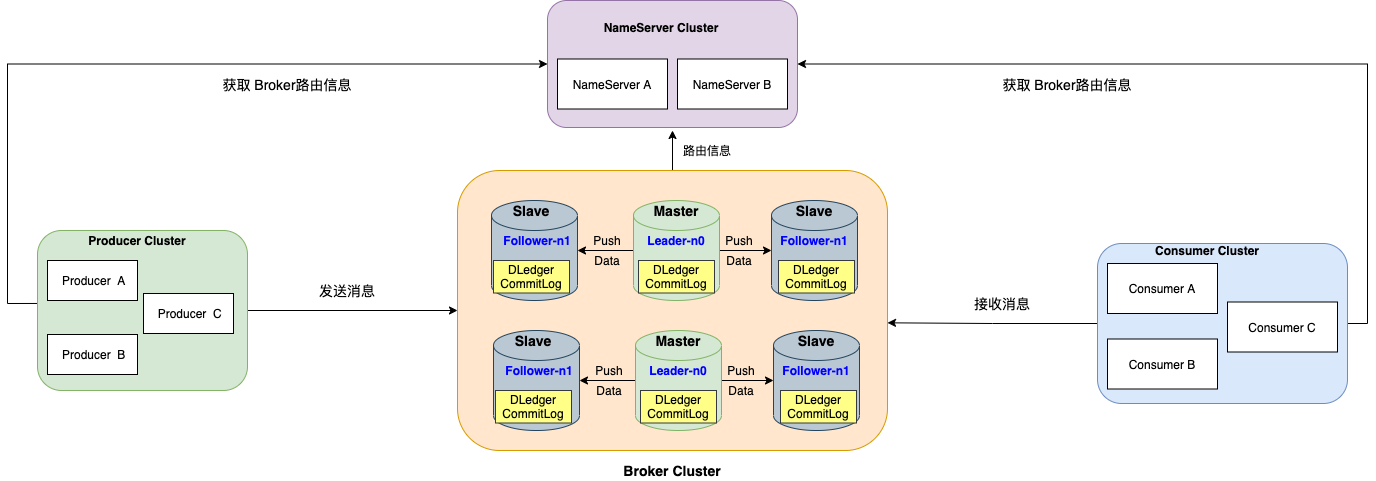 NameServer Cluster
NameServer A
NameServer B
获取 Broker路由信息
获取 Broker路由信息
路由信息
Producer Cluster
Producer A
Producer C
Producer B
发送消息
Slave
Follower-n1
DLedger
CommitLog
Push
Data
Master
Leader-n0
DLedger
CommitLog
Push
Data
Slave
Follower-n1
DLedger
CommitLog
Slave
Follower-n1
DLedger
CommitLog
Push
Data
Master
Leader-n0
DLedger
CommitLog
Push
Data
Slave
Follower-n1
DLedger
CommitLog
Broker Cluster
接收消息
Consumer Cluster
Consumer A
Consumer C
Consumer B